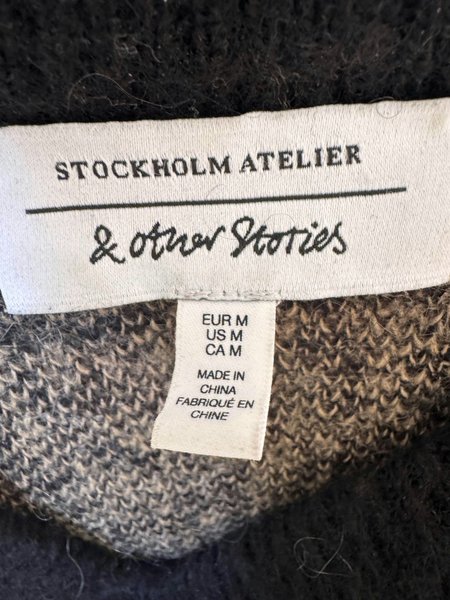 STOCKHOLM ATELIER
& other Stories
EUR M
US M
CA M
MADE IN
CHINA
FABRIQUÉ EN
CHINE